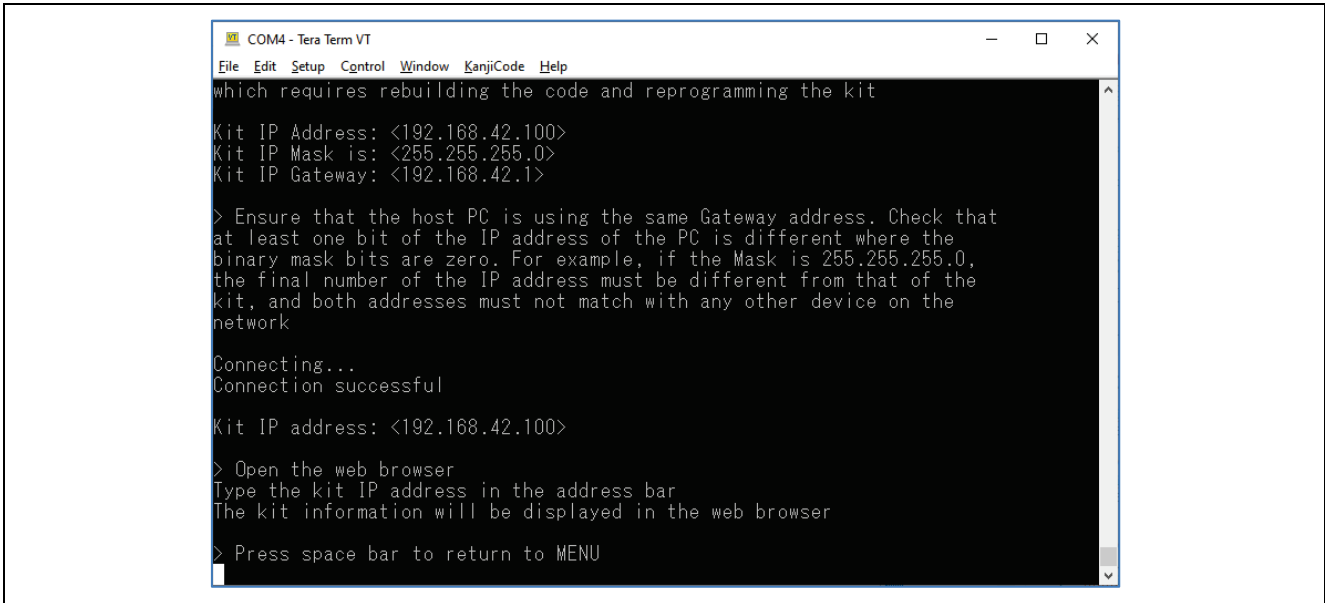 COM4 - Tera Term VT
File Edit Setup Control Window KanjiCode Help
which requires rebuilding the code and reprogramming the kit
Kit IP Address: <192.168.42.100>
Kit IP Mask is: <255.255.255.0>
Kit IP Gateway: <192.168.42.1>
> Ensure that the host PC is using the same Gateway address. Check that
at least one bit of the IP address of the PC is different where the
binary mask bits are zero. For example, if the Mask is 255.255.255.0,
the final number of the IP address must be different from that of the
kit, and both addresses must not match with any other device on the
network
Connecting...
Connection successful
Kit IP address: <192.168.42.100>
> Open the web browser
Type the kit IP address in the address bar
The kit information will be displayed in the web browser
> Press space bar to return to MENU